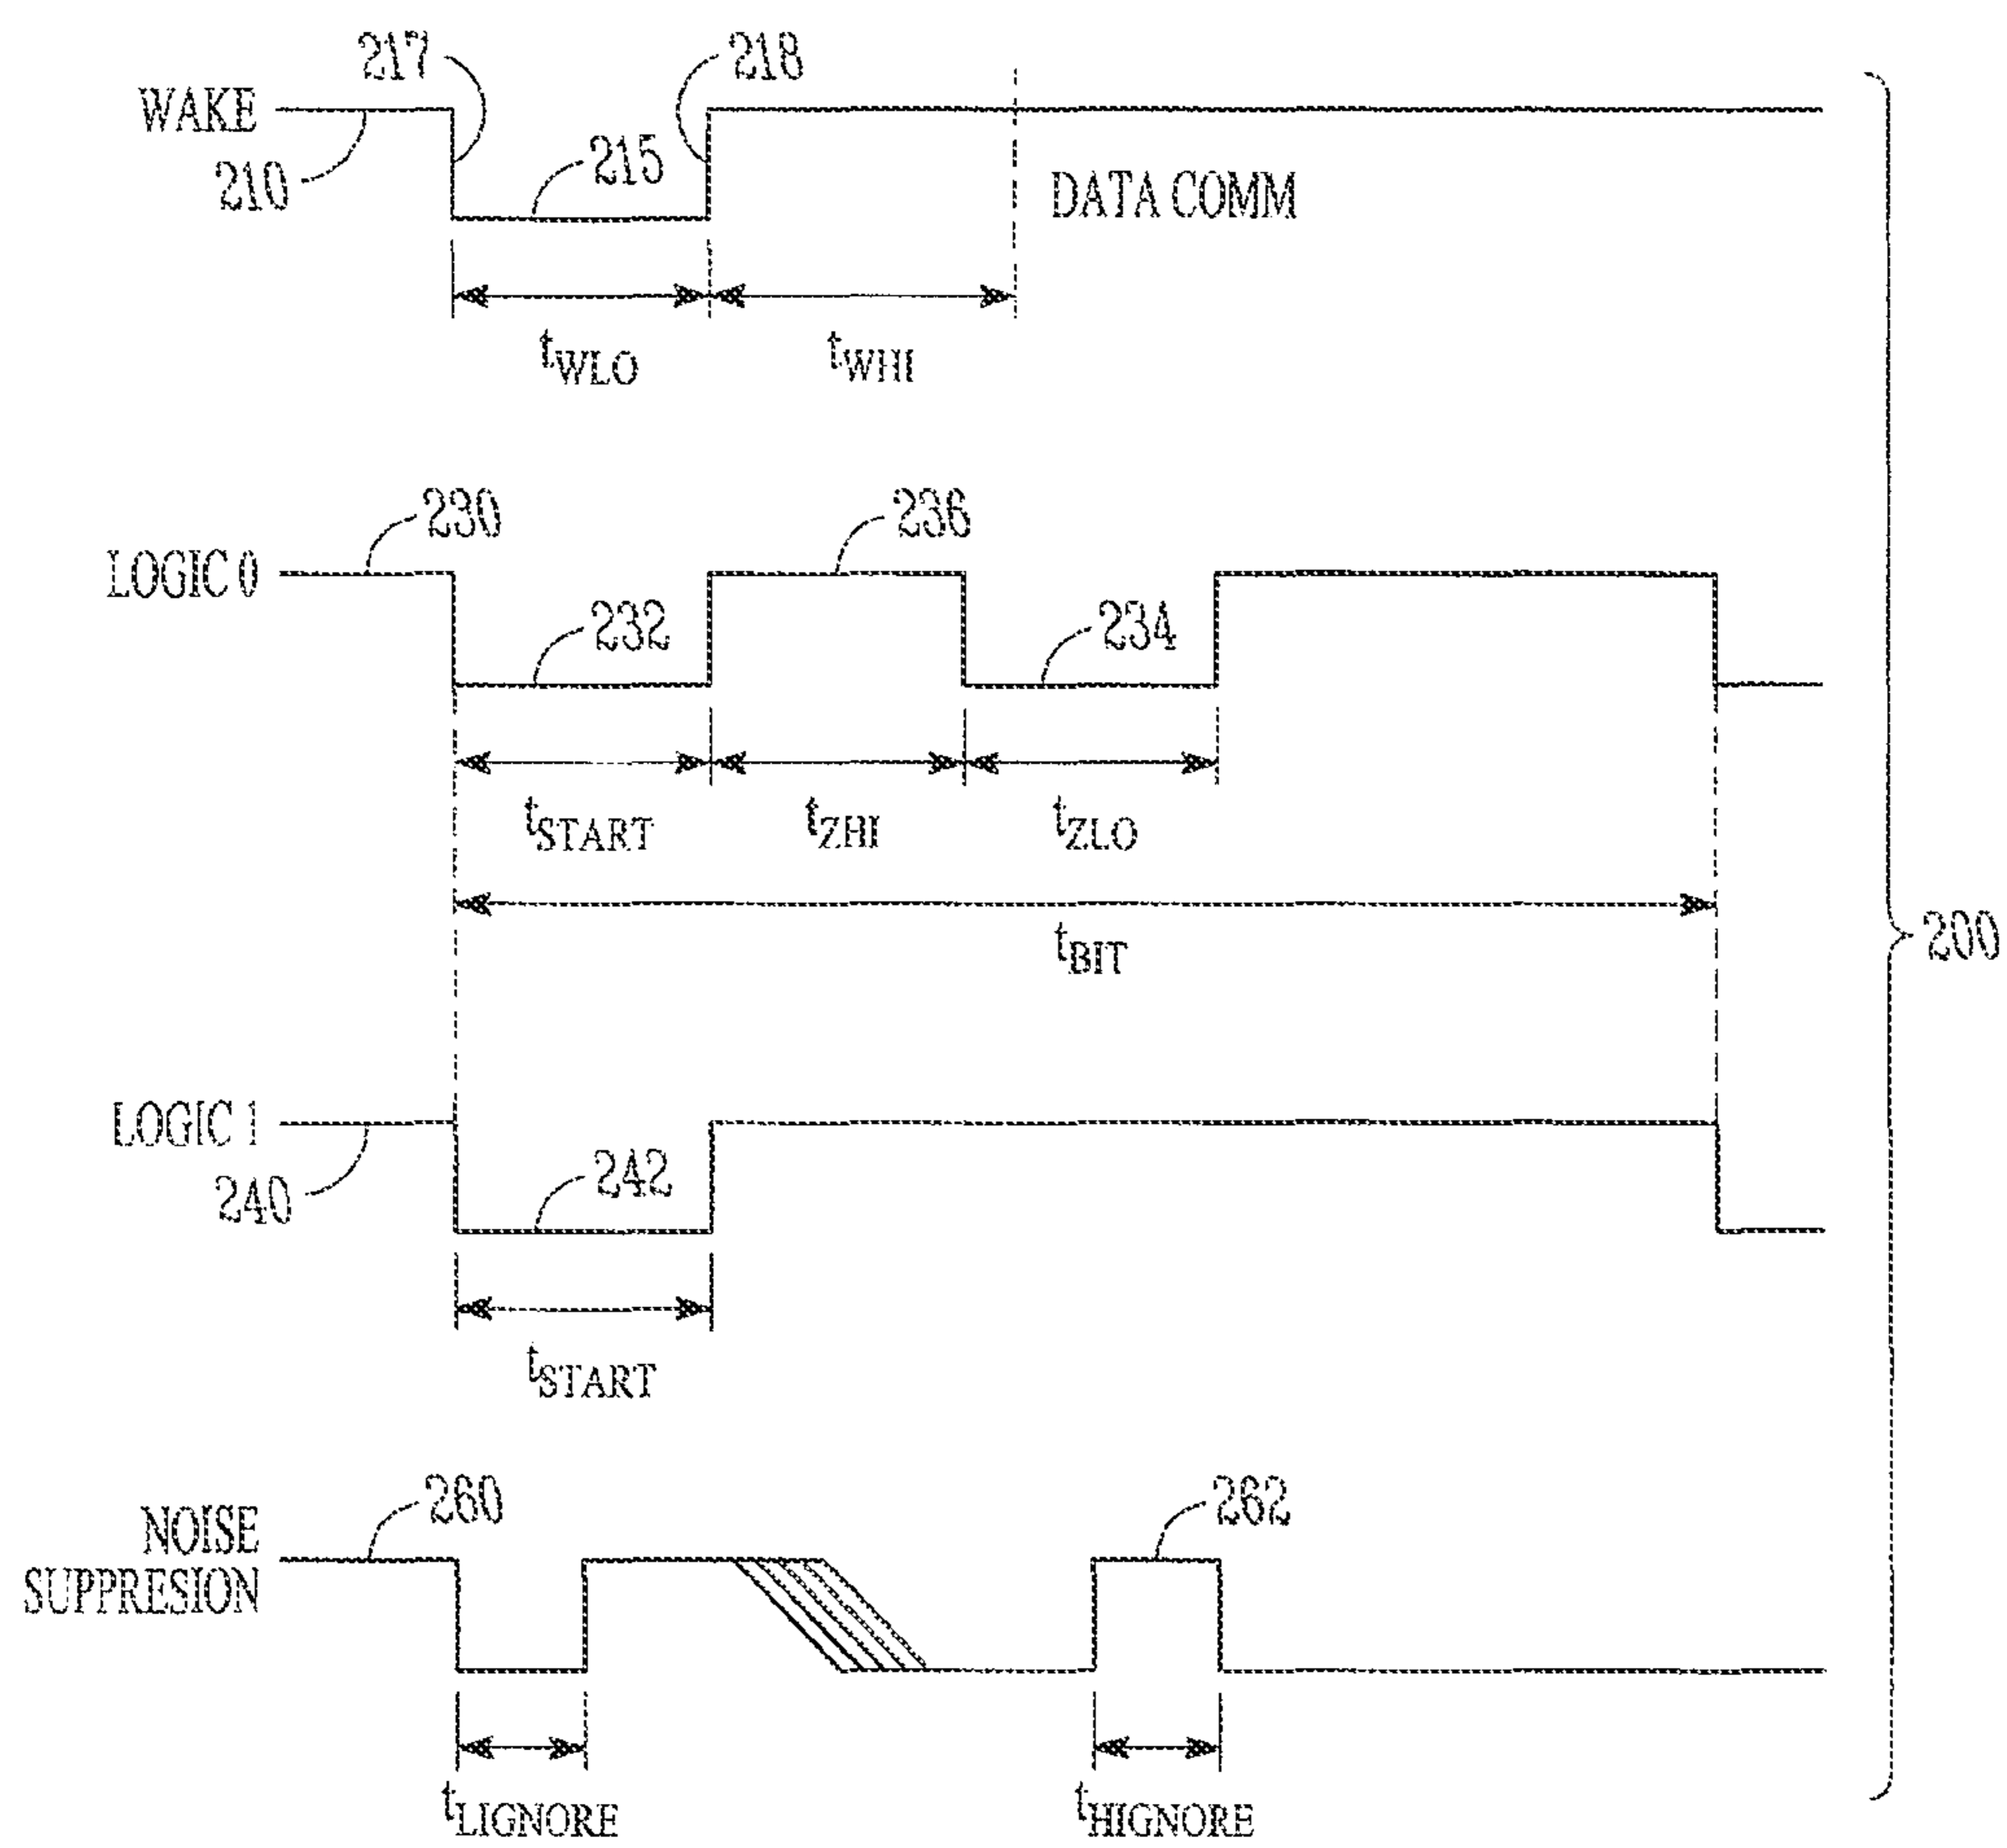 217
218
WAKE
210
215
DATA COMM
tWLO
tWHI
230
236
LOGIC 0
232
234
tSTART
tZHI
tZLO
tBIT
200
LOGIC 1
240
242
tSTART
260
262
NOISE
SUPPRESION
tLIGNORE
tHIGNORE